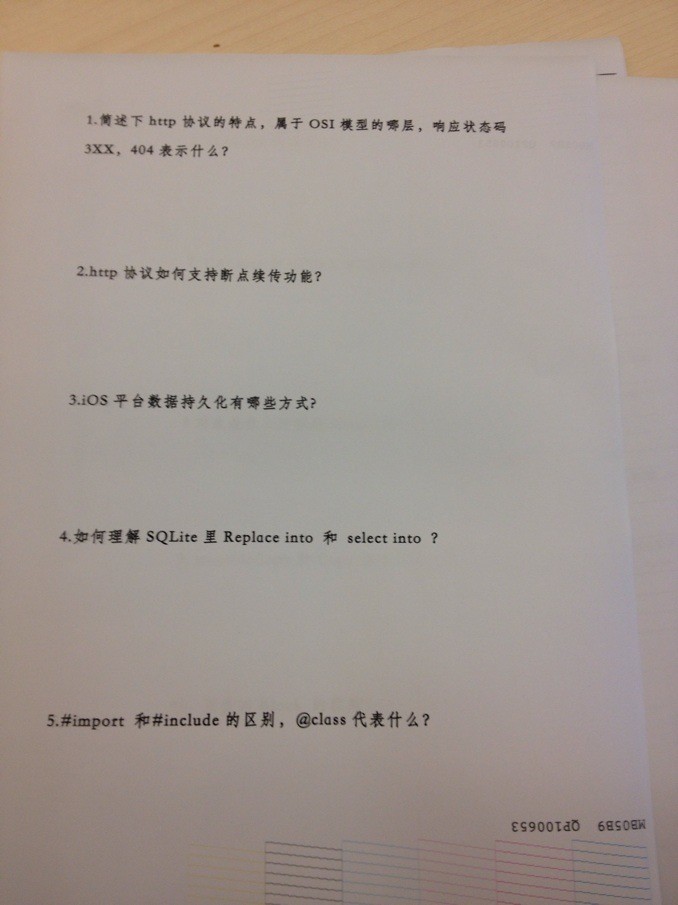 1.简述下 http 协议的特点，属于 OSI 模型的哪层，响应状态码
3XX，404 表示什么？
2.http 协议如何支持断点续传功能？
3.iOS 平台数据持久化有哪些方式?
4.如何理解 SQLite 里 Replace into 和 select into ？
5.#import 和#include 的区别，@class 代表什么？
MB05B9 QP100653